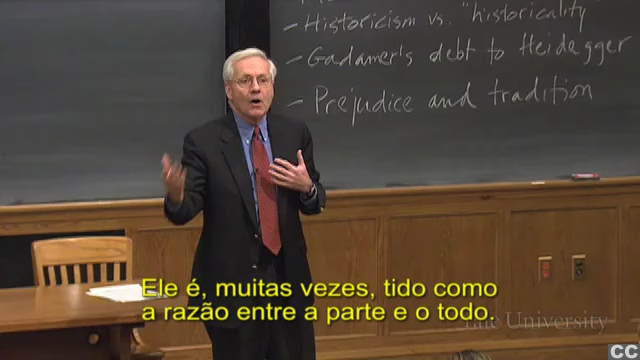 - Historicism vs. "historicality
- Gadamer's debt to Heidegger
- Prejudice and tradition
Ele é, muitas vezes, tido como
a razão entre a parte e o todo.
Yale University
CC